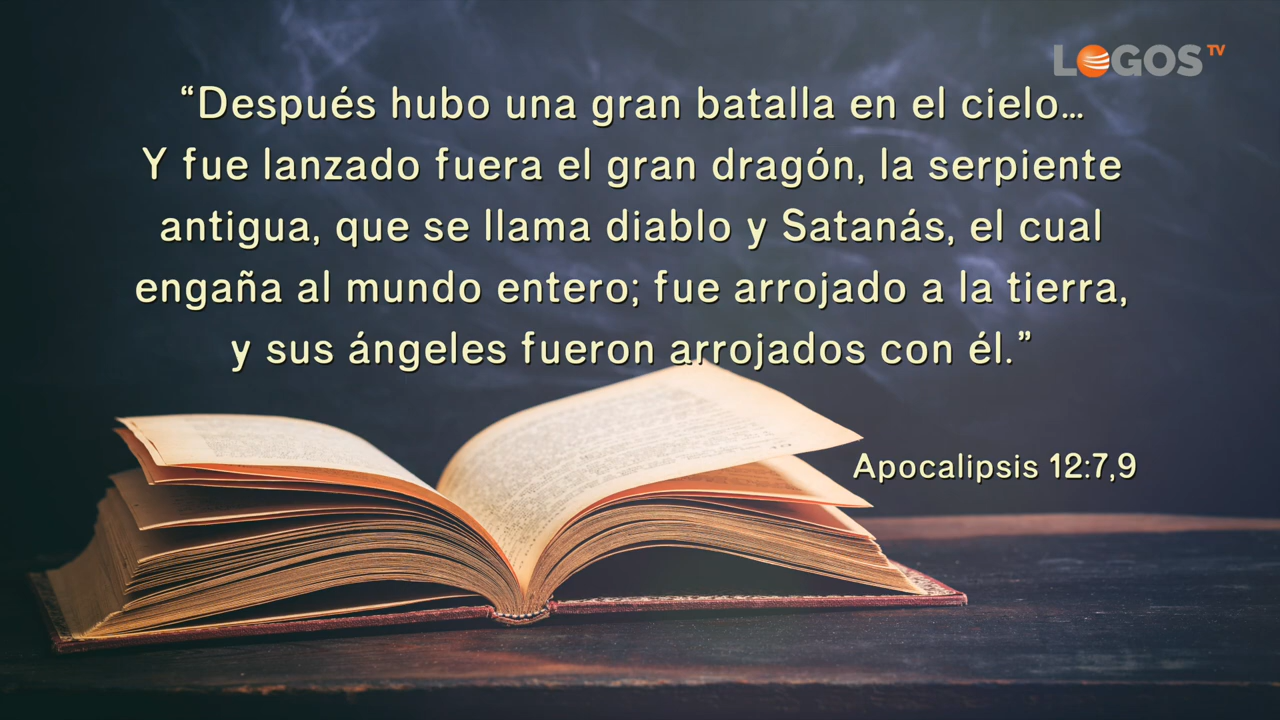 LOGOS TV
“Después hubo una gran batalla en el cielo...
Y fue lanzado fuera el gran dragón, la serpiente
antigua, que se llama diablo y Satanás, el cual
engaña al mundo entero; fue arrojado a la tierra,
y sus ángeles fueron arrojados con él.”
Apocalipsis 12:7,9